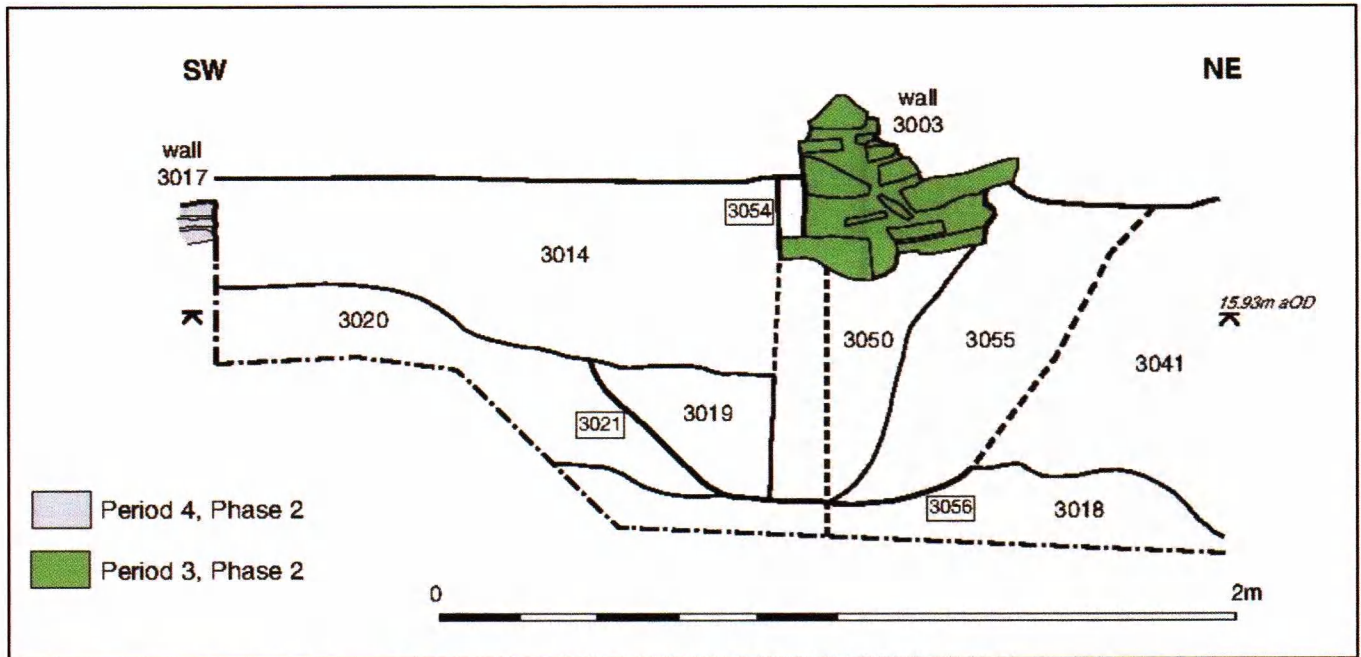 SW
NE
wall
3003
wall
3017
3054
3014
3020
3050
3055
15.93m aOD
3041
3019
3021
3056
3018
Period 4, Phase 2
Period 3, Phase 2
0
2m